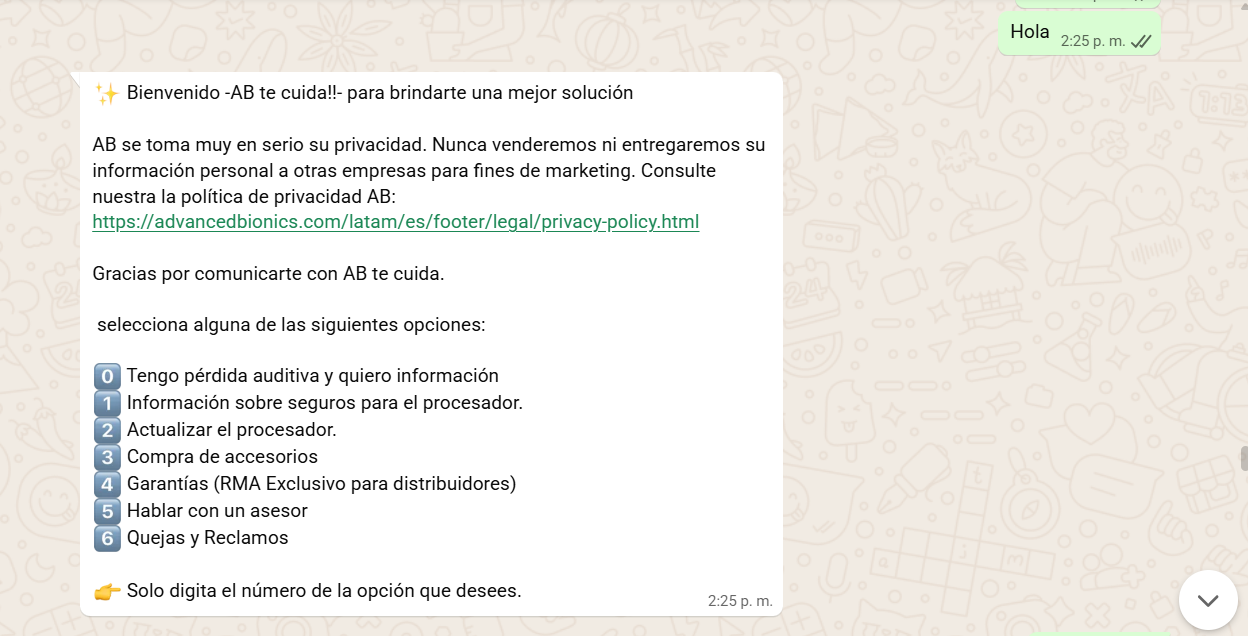 Hola 2:25 p. m.
✨ Bienvenido -AB te cuida!!- para brindarte una mejor solución
AB se toma muy en serio su privacidad. Nunca venderemos ni entregaremos su
información personal a otras empresas para fines de marketing. Consulte
nuestra la política de privacidad AB:
https://advancedbionics.com/latam/es/footer/legal/privacy-policy.html
Gracias por comunicarte con AB te cuida.
selecciona alguna de las siguientes opciones:
0️⃣ Tengo pérdida auditiva y quiero información
1️⃣ Información sobre seguros para el procesador.
2️⃣ Actualizar el procesador.
3️⃣ Compra de accesorios
4️⃣ Garantías (RMA Exclusivo para distribuidores)
5️⃣ Hablar con un asesor
6️⃣ Quejas y Reclamos
👉 Solo digita el número de la opción que desees.
2:25 p. m.